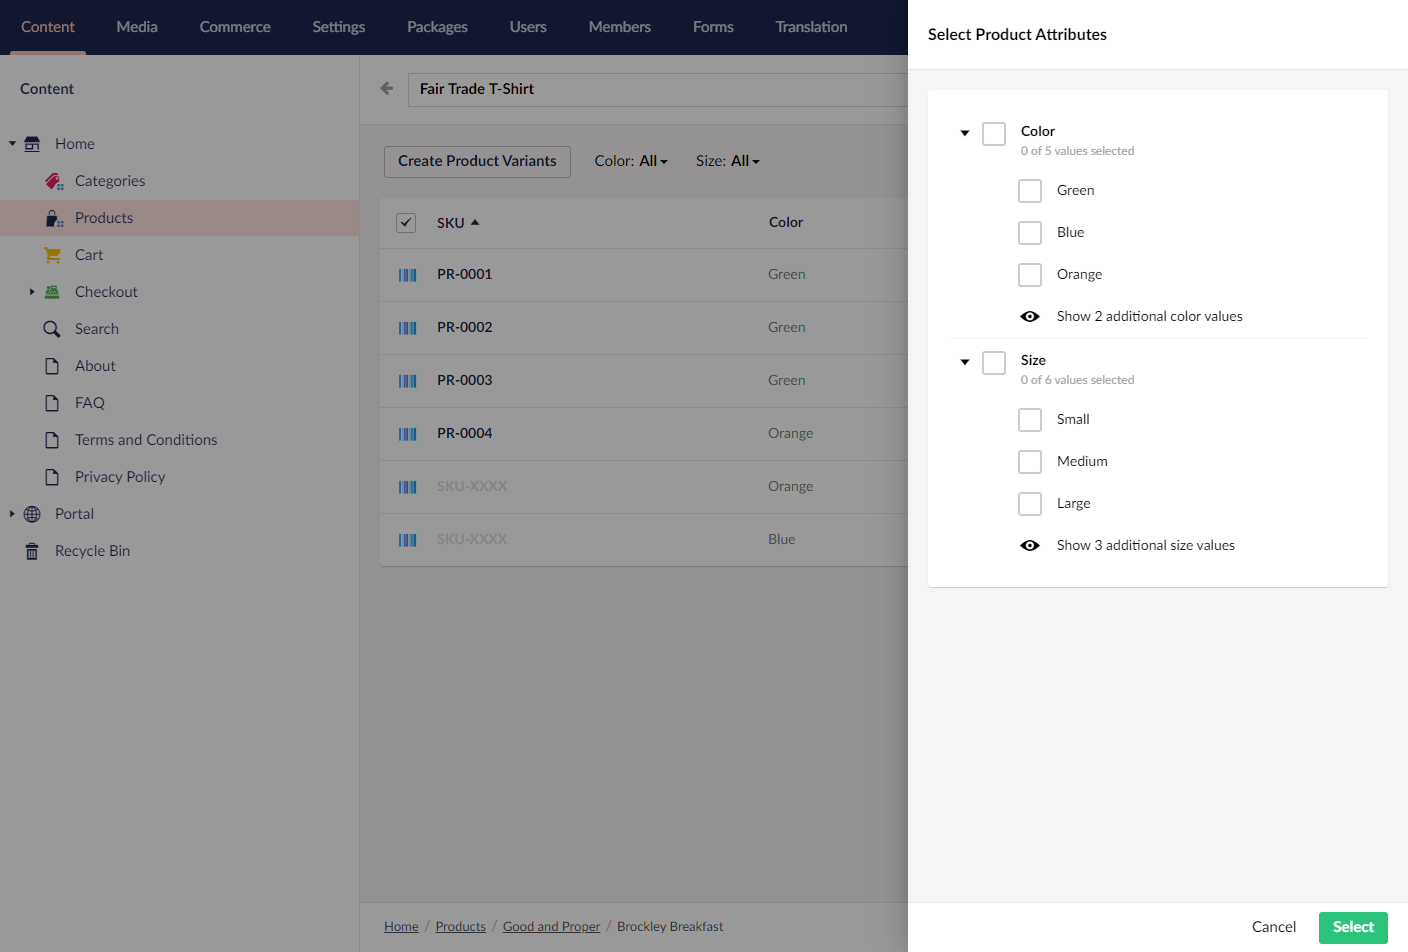 Content Media Commerce Settings Packages Users Members Forms Translation
Content
Home
Categories
Products
Cart
Checkout
Search
About
FAQ
Terms and Conditions
Privacy Policy
Portal
Recycle Bin
Fair Trade T-Shirt
Create Product Variants Color: All Size: All
SKU Color
PR-0001 Green
PR-0002 Green
PR-0003 Green
PR-0004 Orange
SKU-XXXX Orange
SKU-XXXX Blue
Home / Products / Good and Proper / Brockley Breakfast
Select Product Attributes
Color
0 of 5 values selected
Green
Blue
Orange
Show 2 additional color values
Size
0 of 6 values selected
Small
Medium
Large
Show 3 additional size values
Cancel Select